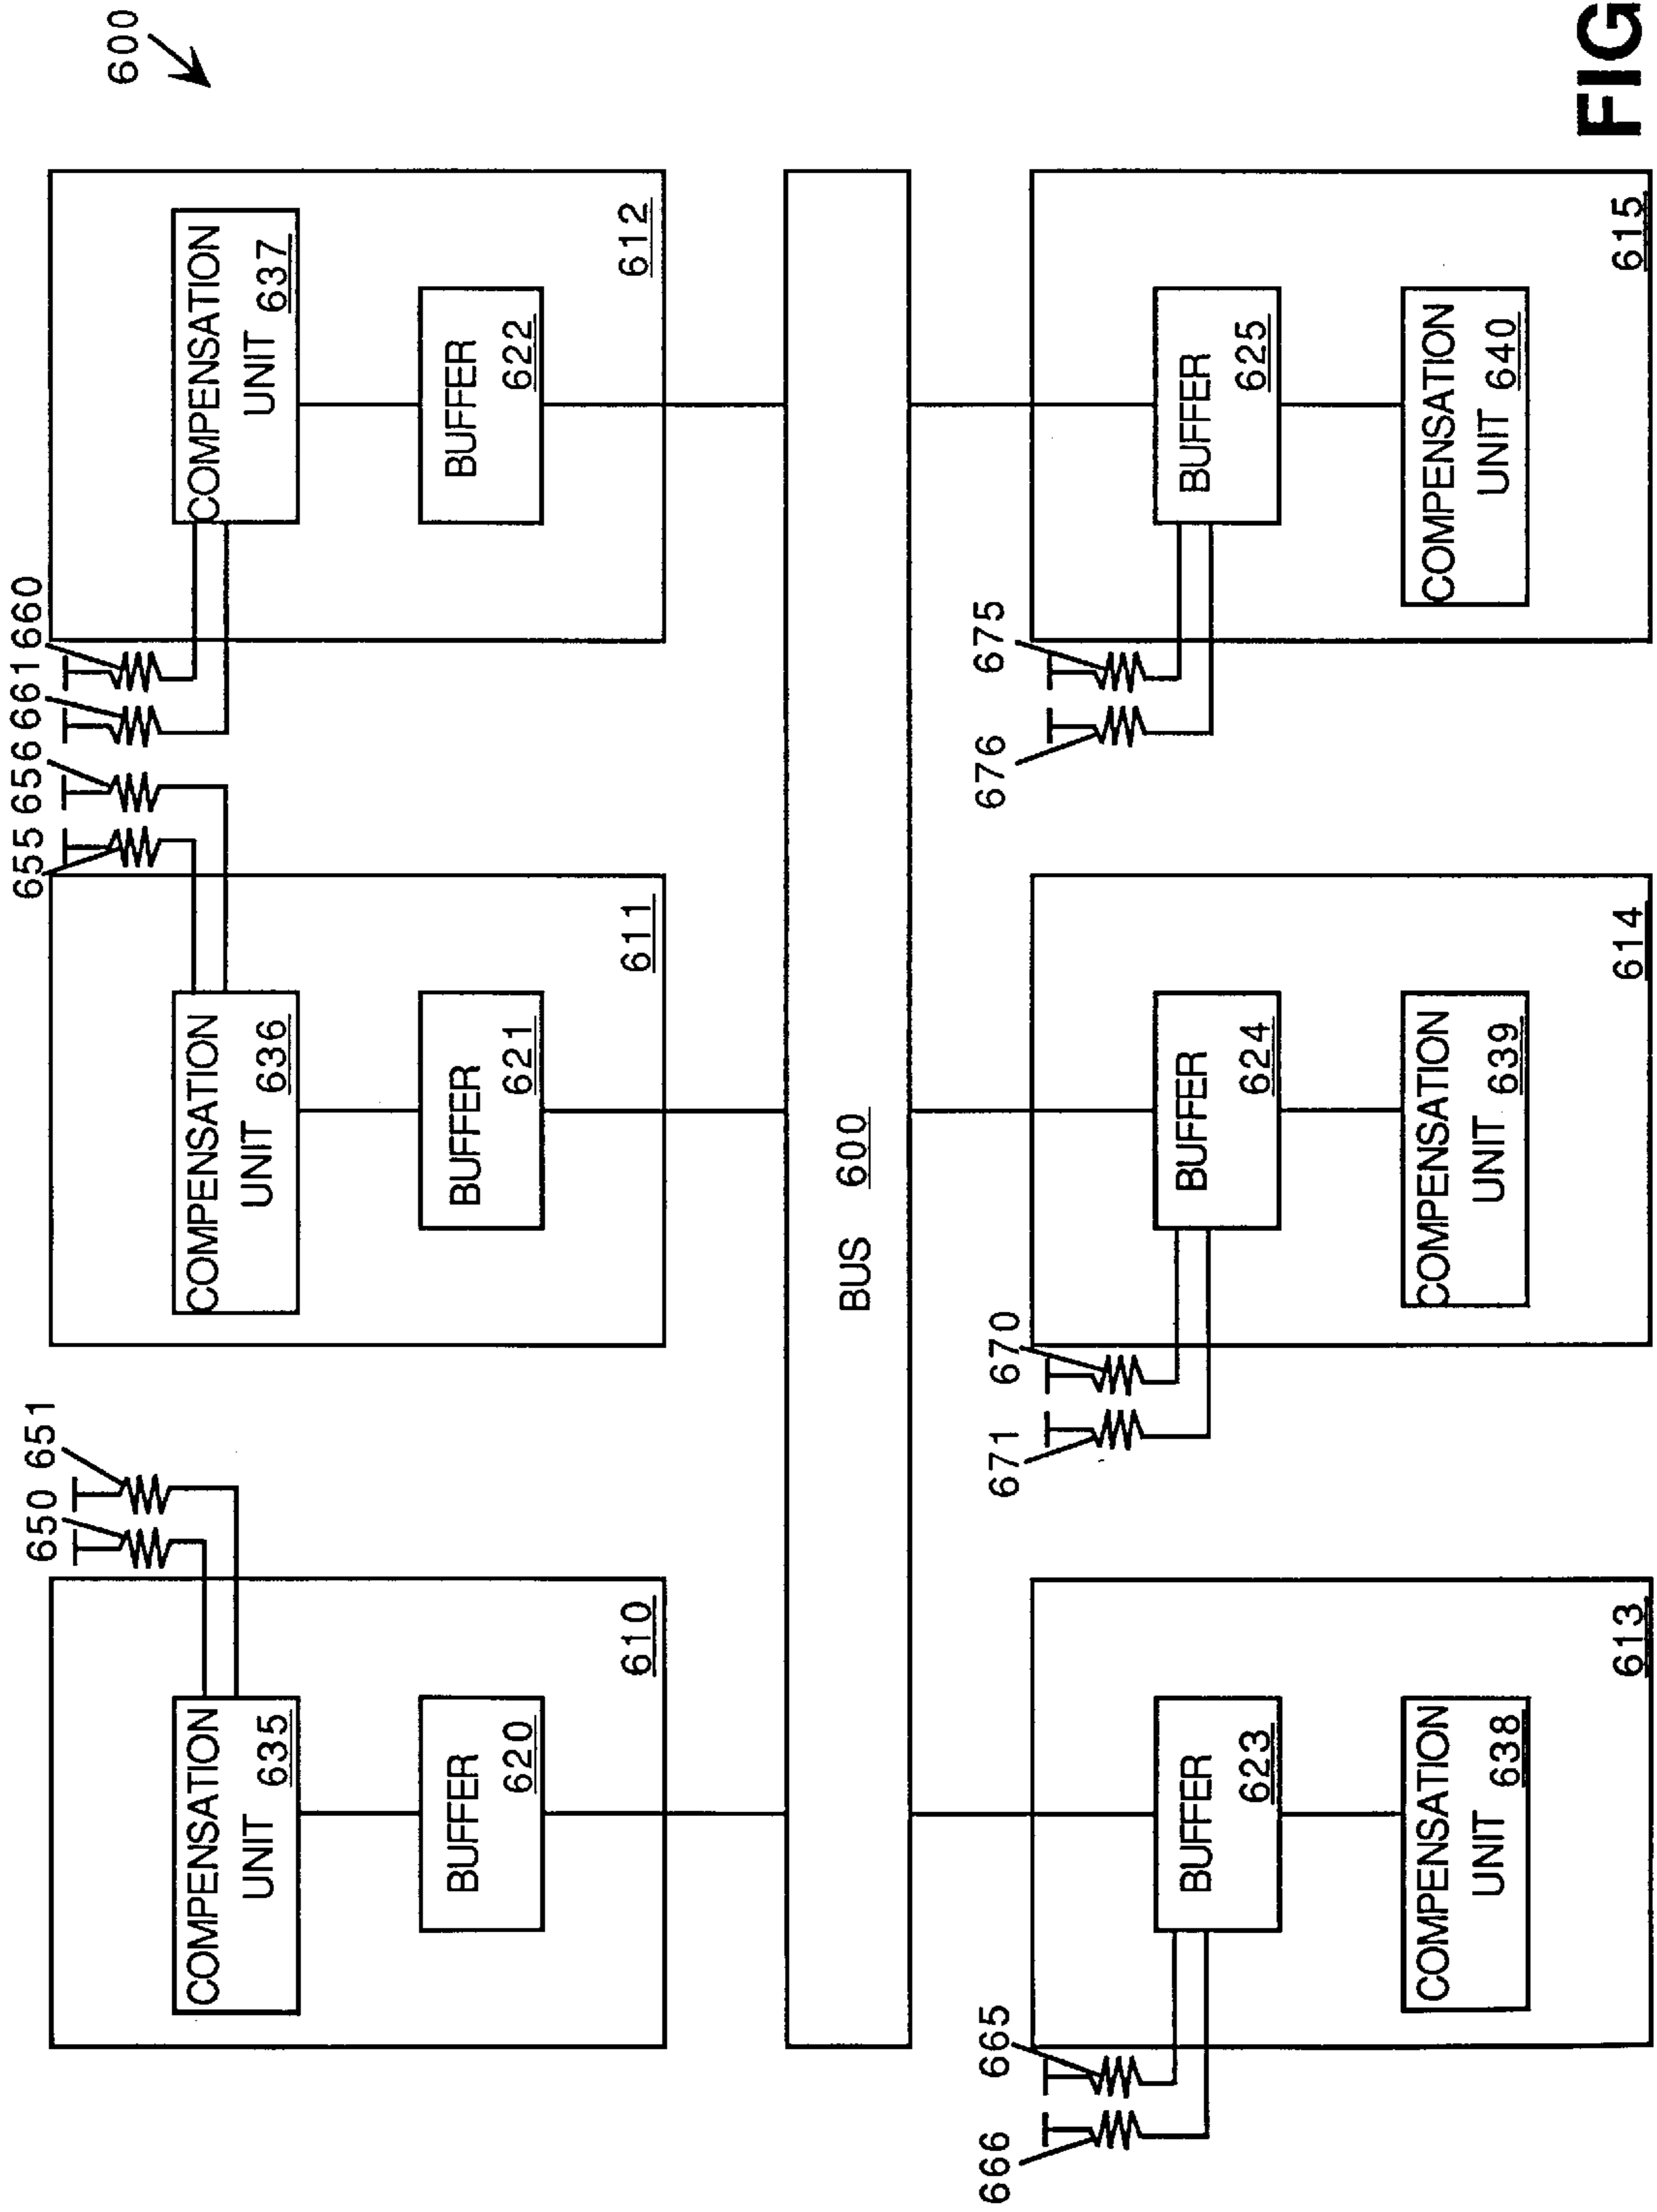 600
650
651
655
656
661
660
COMPENSATION
UNIT
635
BUFFER
620
610
COMPENSATION
UNIT
636
BUFFER
621
611
COMPENSATION
UNIT
637
BUFFER
622
612
BUS 600
666
665
671
670
676
675
BUFFER
623
COMPENSATION
UNIT
638
613
BUFFER
624
COMPENSATION
UNIT
639
614
BUFFER
625
COMPENSATION
UNIT
640
615
FIG